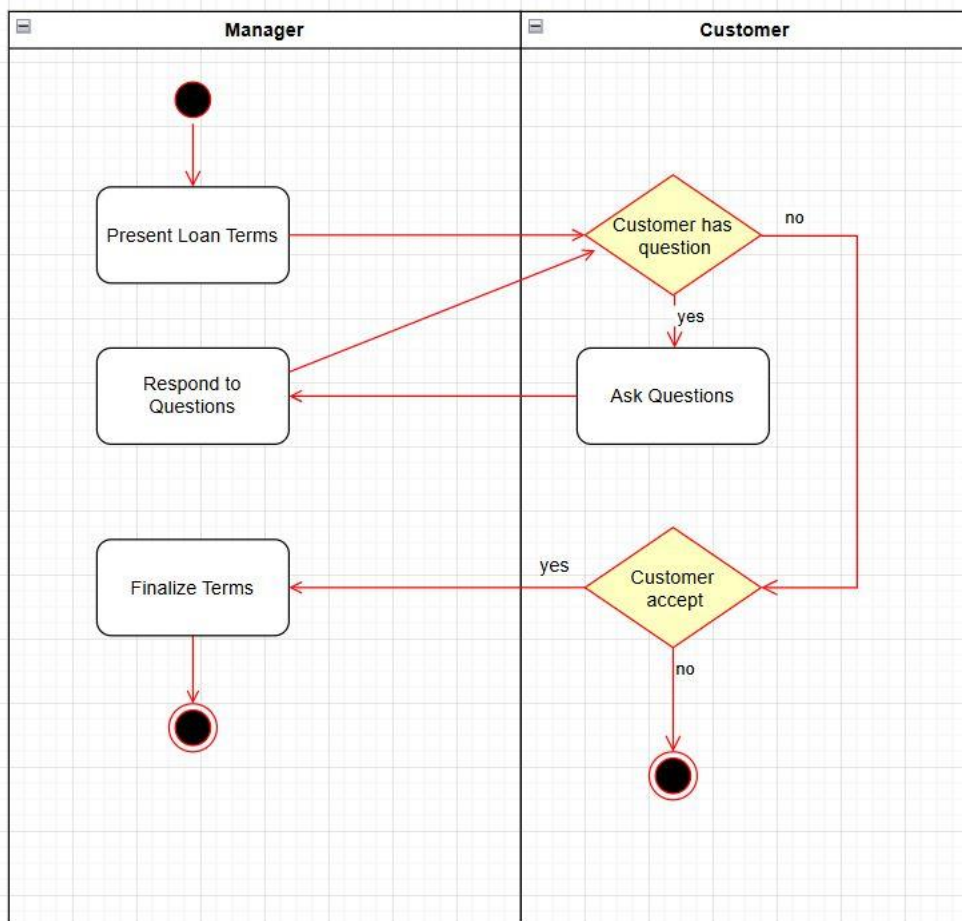 Manager
Customer
Present Loan Terms
Customer has
question
no
yes
Respond to
Questions
Ask Questions
Finalize Terms
yes
Customer
accept
no